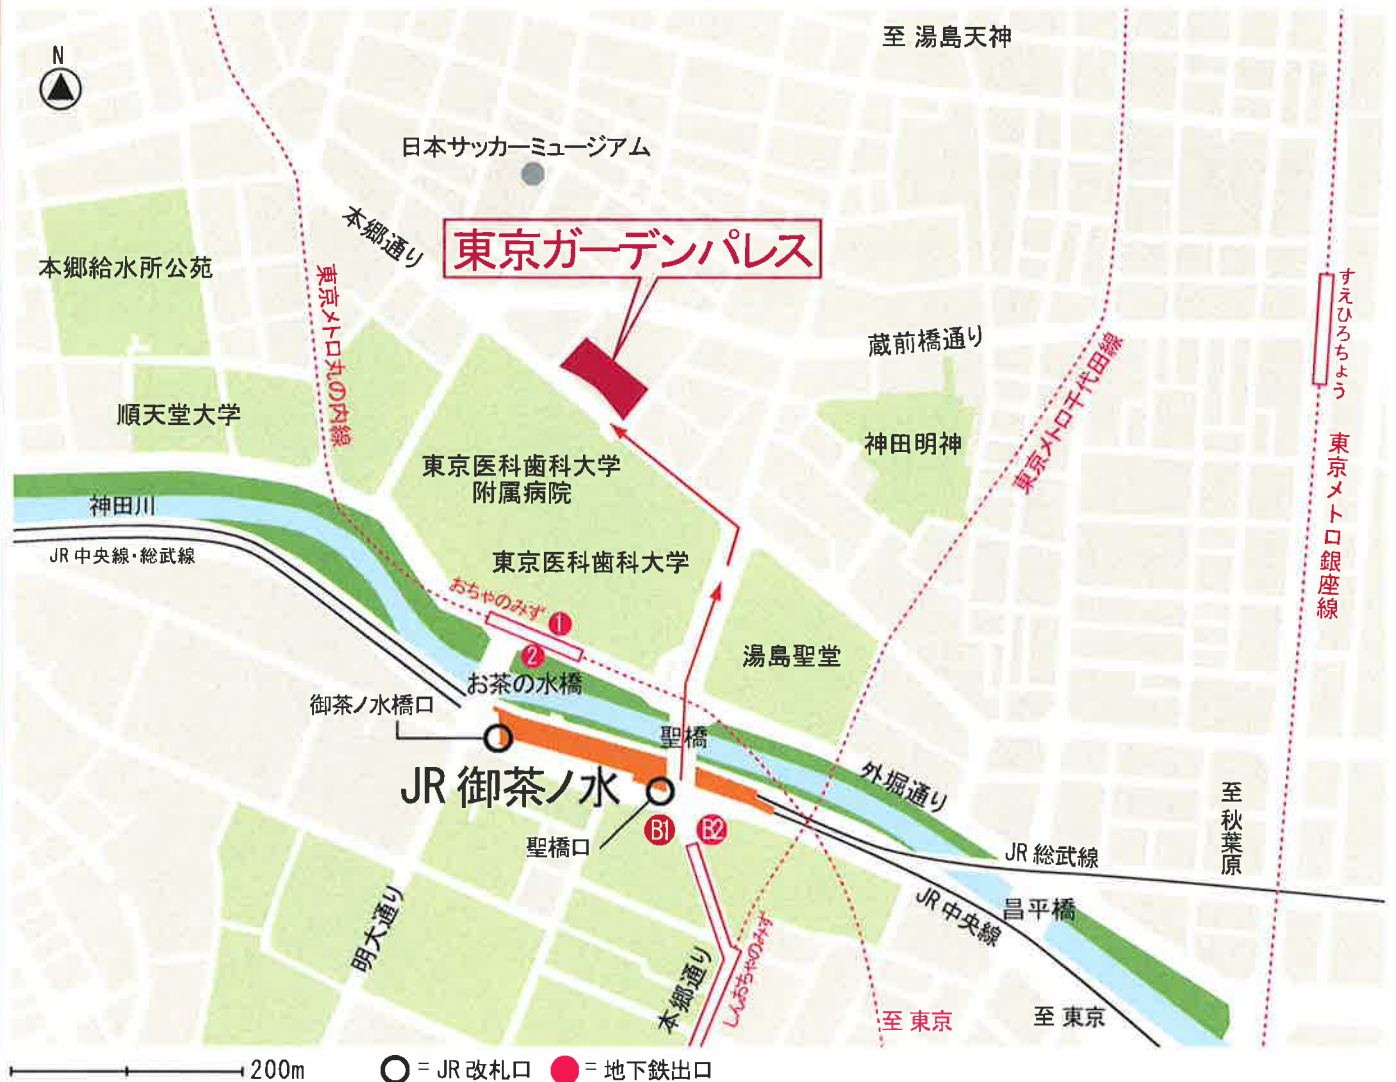 N
至 湯島天神
日本サッカーミュージアム
本郷通り
東京ガーデンパレス
本郷給水所公苑
東京メトロ丸の内線
蔵前橋通り
東京メトロ千代田線
すえひろちょう
順天堂大学
神田明神
東京医科歯科大学
附属病院
東京メトロ銀座線
神田川
JR 中央線・総武線
東京医科歯科大学
おちゃのみず
1
2
湯島聖堂
お茶の水橋
御茶ノ水橋口
聖橋
JR 御茶ノ水
外堀通り
至 秋葉原
B1
B2
聖橋口
JR 総武線
JR 中央線
昌平橋
明大通り
本郷通り
しんおちゃのみず
至 東京
至 東京
200m
= JR 改札口
= 地下鉄出口